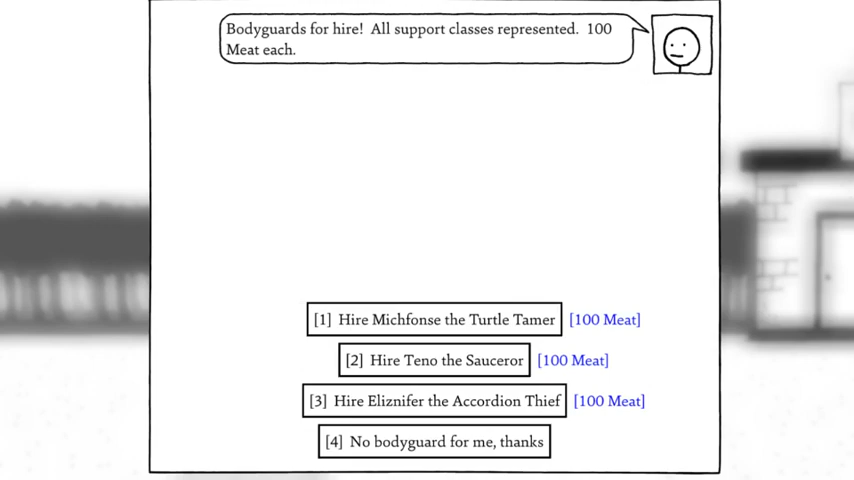 Bodyguards for hire! All support classes represented. 100
Meat each.
[1] Hire Michfonse the Turtle Tamer [100 Meat]
[2] Hire Teno the Sauceror [100 Meat]
[3] Hire Eliznifer the Accordion Thief [100 Meat]
[4] No bodyguard for me, thanks